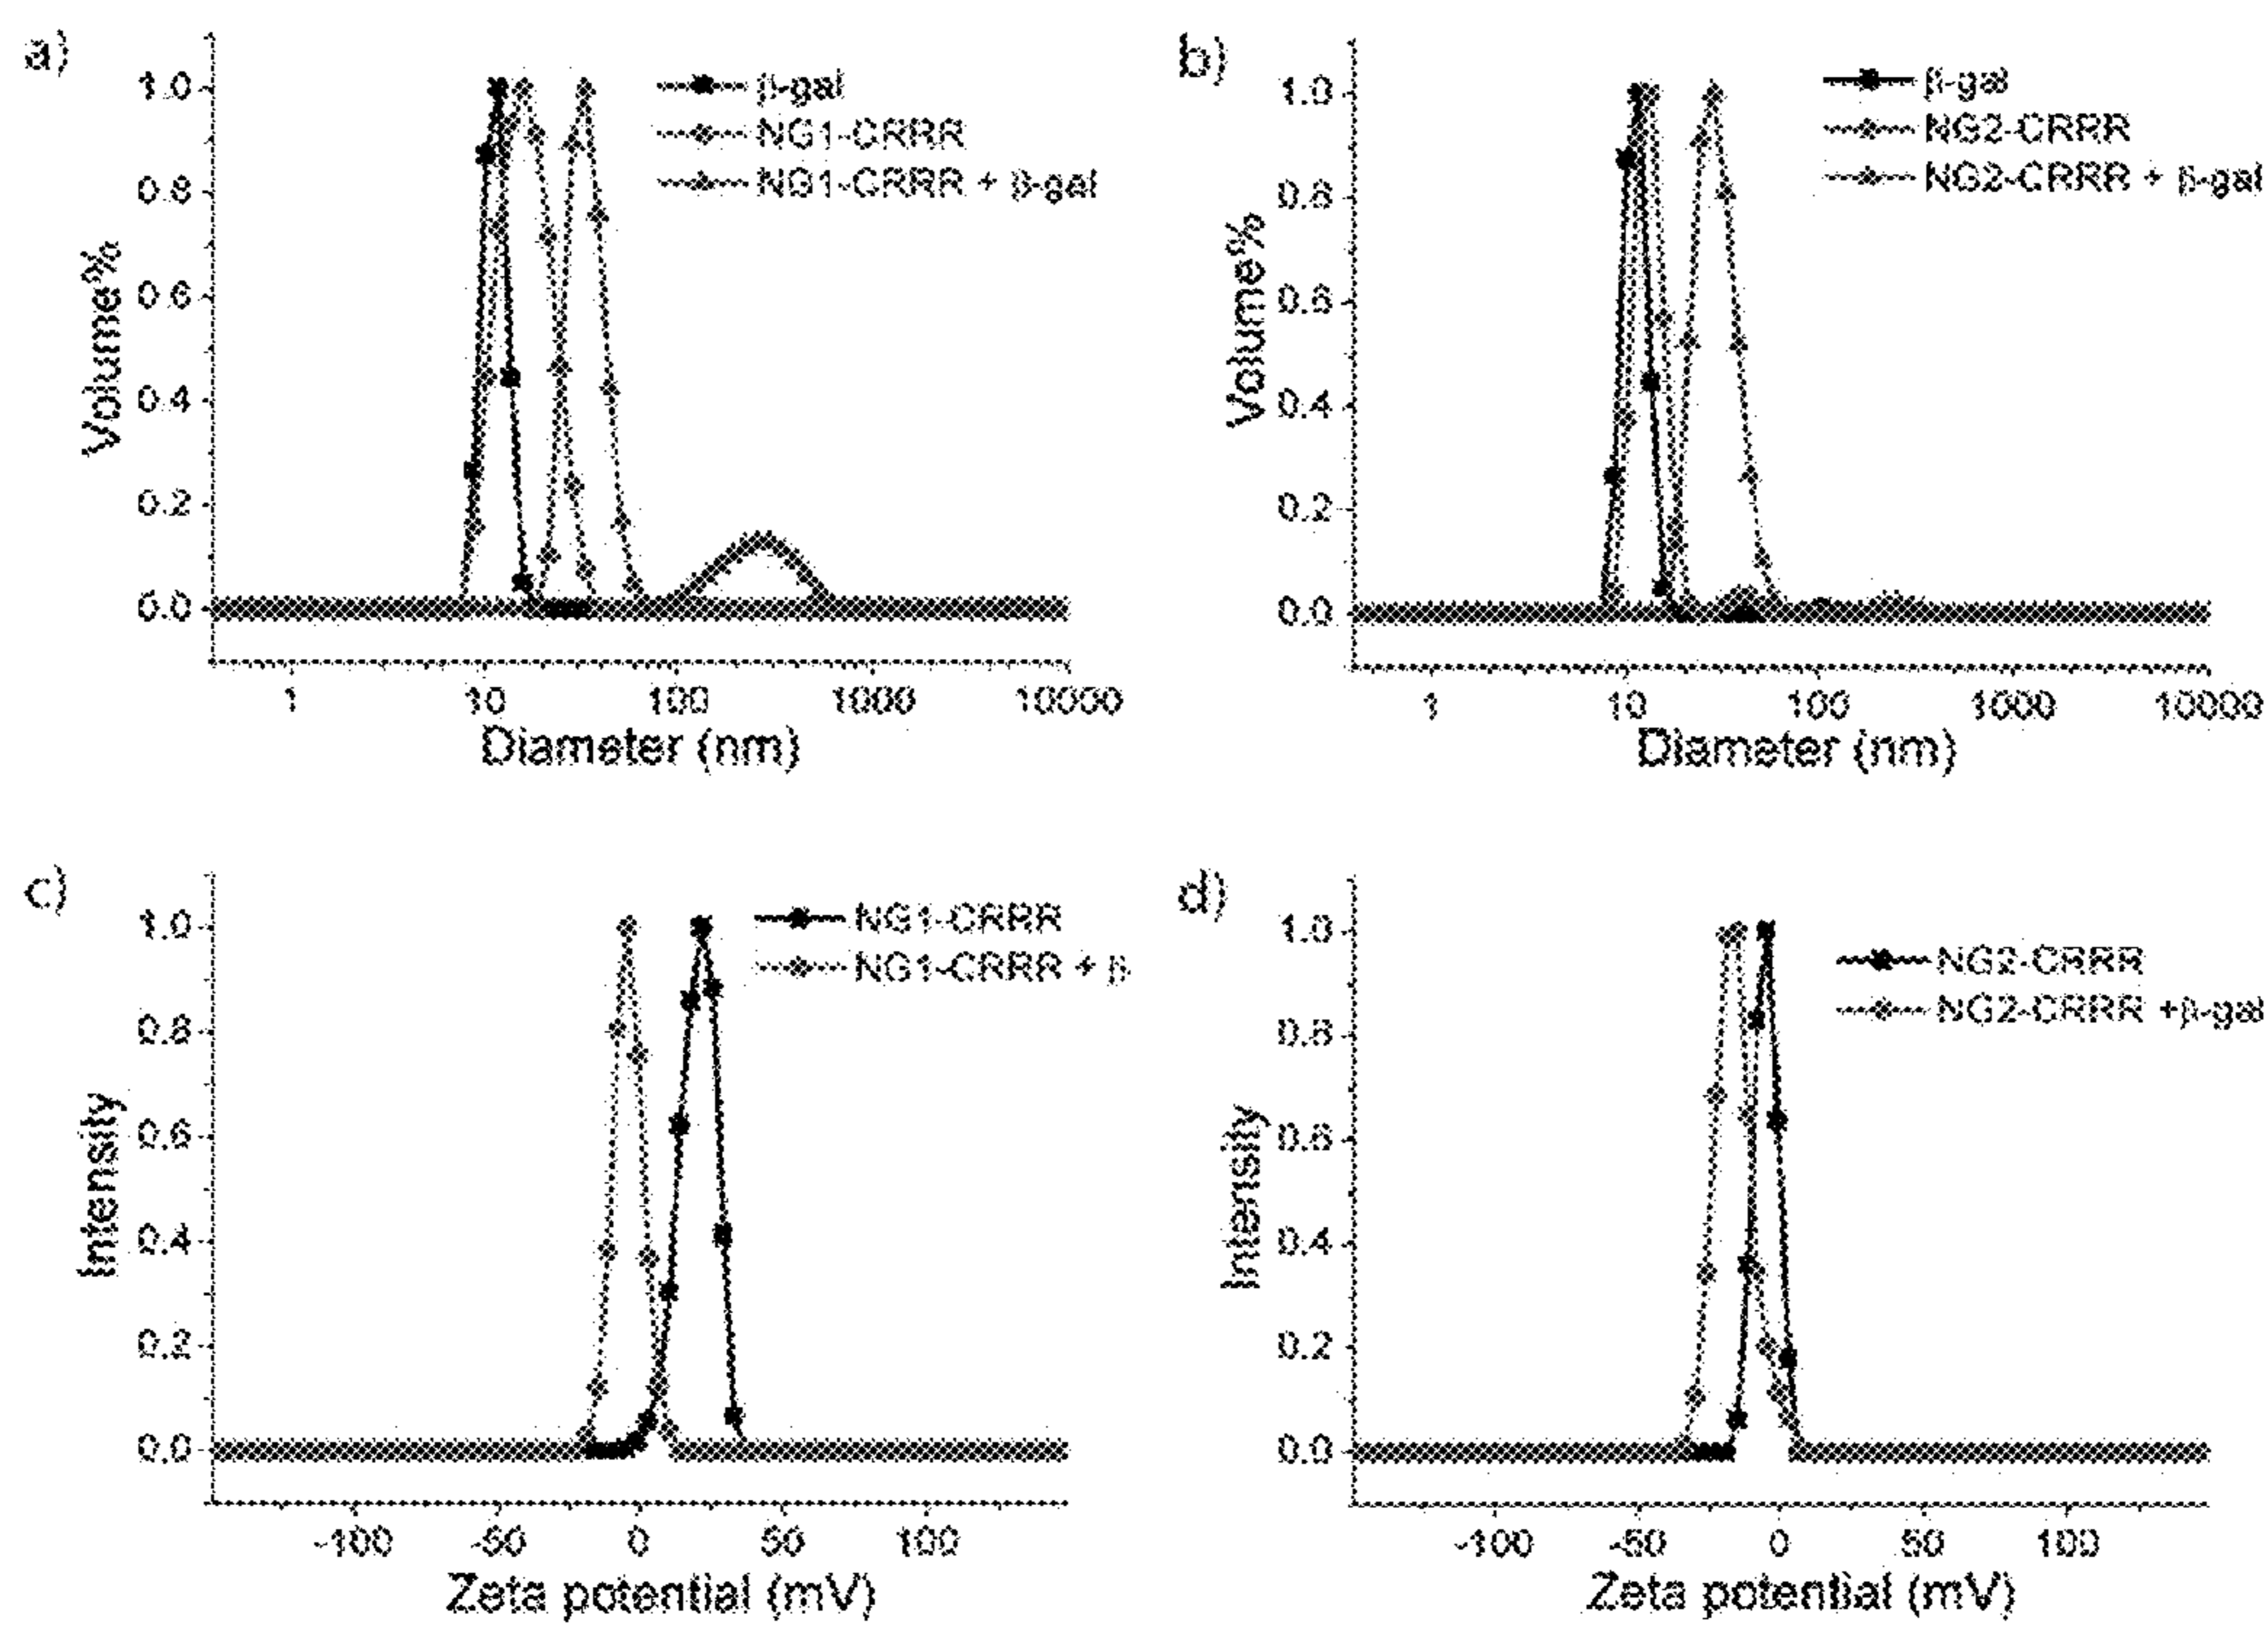 a)
1.0
0.8
0.6
0.4
0.2
0.0
Volume%
β-gal
NG1-CRRR
NG1-CRRR + β-gal
1 10 100 1000 10000
Diameter (nm)
b)
1.0
0.8
0.6
0.4
0.2
0.0
Volume%
β-gal
NG2-CRRR
NG2-CRRR + β-gal
1 10 100 1000 10000
Diameter (nm)
c)
1.0
0.8
0.6
0.4
0.2
0.0
Intensity
NG1-CRRR
NG1-CRRR + β
-100 -50 0 50 100
Zeta potential (mV)
d)
1.0
0.8
0.6
0.4
0.2
0.0
Intensity
NG2-CRRR
NG2-CRRR +β-gal
-100 -50 0 50 100
Zeta potential (mV)